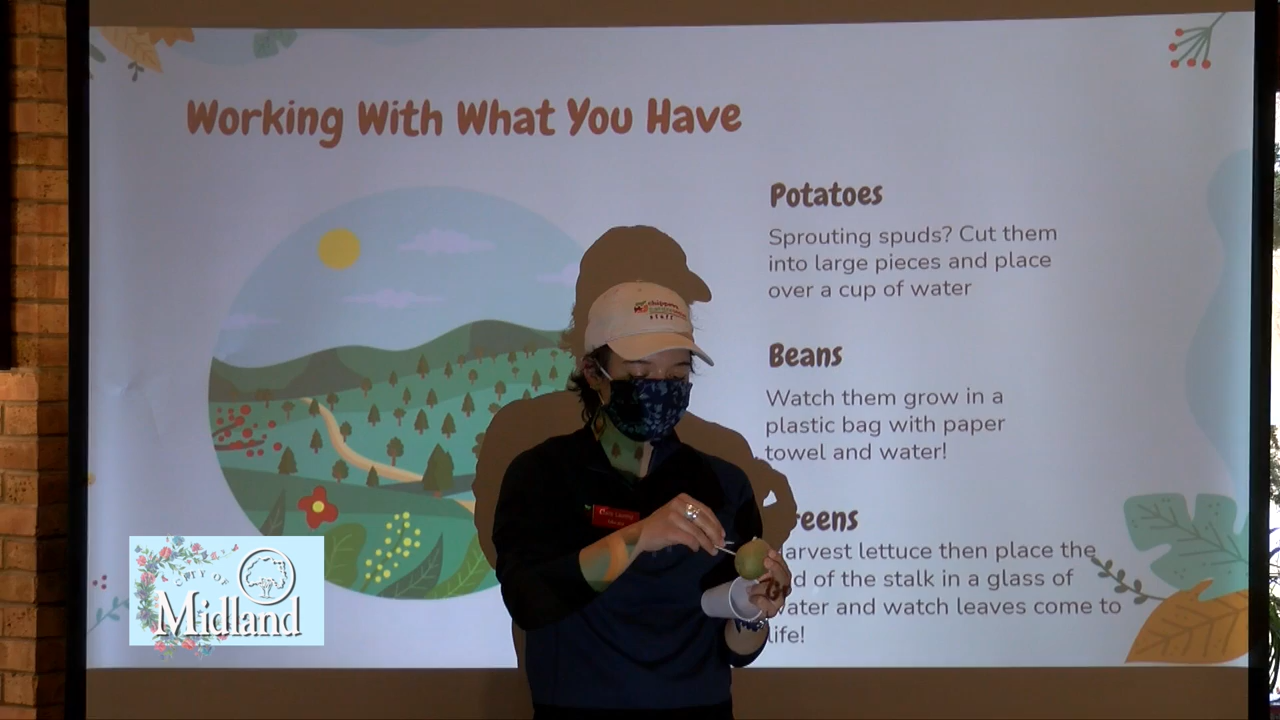 Working With What You Have
Potatoes
Sprouting spuds? Cut them
into large pieces and place
over a cup of water
Beans
Watch them grow in a
plastic bag with paper
towel and water!
reens
arvest lettuce then place the
d of the stalk in a glass of
ater and watch leaves come to
life!
CITY OF
Midland